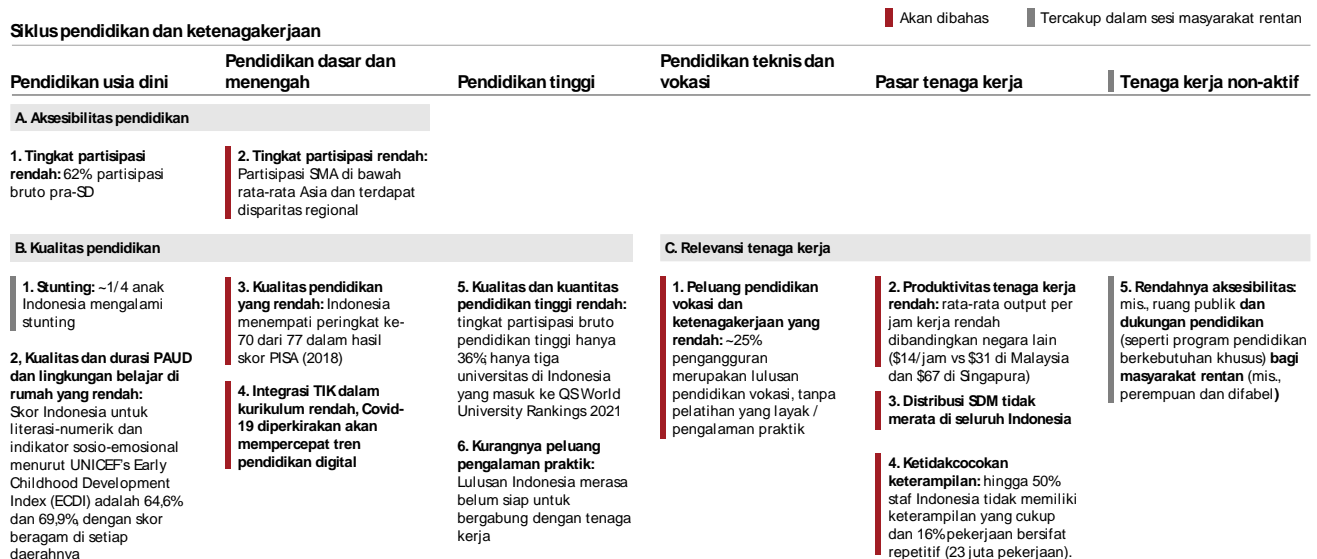 Akan dibahas
Tercakup dalam sesi masyarakat rentan
Siklus pendidikan dan ketenagakerjaan
Pendidikan usia dini
Pendidikan dasar dan
menengah
Pendidikan tinggi
Pendidikan teknis dan
vokasi
Pasar tenaga kerja
Tenaga kerja non-aktif
A. Aksesibilitas pendidikan
1. Tingkat partisipasi
rendah: 62% partisipasi
bruto pra-SD
2. Tingkat partisipasi rendah:
Partisipasi SMA di bawah
rata-rata Asia dan terdapat
disparitas regional
B. Kualitas pendidikan
1. Stunting: ~1/4 anak
Indonesia mengalami
stunting
2, Kualitas dan durasi PAUD
dan lingkungan belajar di
rumah yang rendah:
Skor Indonesia untuk
literasi-numerik dan
indikator sosio-emosional
menurut UNICEF's Early
Childhood Development
Index (ECDI) adalah 64,6%
dan 69,9%, dengan skor
beragam di setiap
daerahnya
3. Kualitas pendidikan
yang rendah: Indonesia
menempati peringkat ke-
70 dari 77 dalam hasil
skor PISA (2018)
4. Integrasi TIK dalam
kurikulum rendah, Covid-
19 diperkirakan akan
mempercepat tren
pendidikan digital
5. Kualitas dan kuantitas
pendidikan tinggi rendah:
tingkat partisipasi bruto
pendidikan tinggi hanya
36%; hanya tiga
universitas di Indonesia
yang masuk ke QS World
University Rankings 2021
6. Kurangnya peluang
pengalaman praktik:
Lulusan Indonesia merasa
belum siap untuk
bergabung dengan tenaga
kerja
C. Relevansi tenaga kerja
1. Peluang pendidikan
vokasi dan
ketenagakerjaan yang
rendah: ~25%
pengangguran
merupakan lulusan
pendidikan vokasi, tanpa
pelatihan yang layak /
pengalaman praktik
2. Produktivitas tenaga kerja
rendah: rata-rata output per
jam kerja rendah
dibandingkan negara lain
($14/jam vs $31 di Malaysia
dan $67 di Singapura)
3. Distribusi SDM tidak
merata di seluruh Indonesia
4. Ketidakcocokan
keterampilan: hingga 50%
staf Indonesia tidak memiliki
keterampilan yang cukup
dan 16% pekerjaan bersifat
repetitif (23 juta pekerjaan).
5. Rendahnya aksesibilitas:
mis., ruang publik dan
dukungan pendidikan
(seperti program pendidikan
berkebutuhan khusus) bagi
masyarakat rentan (mis.,
perempuan dan difabel)